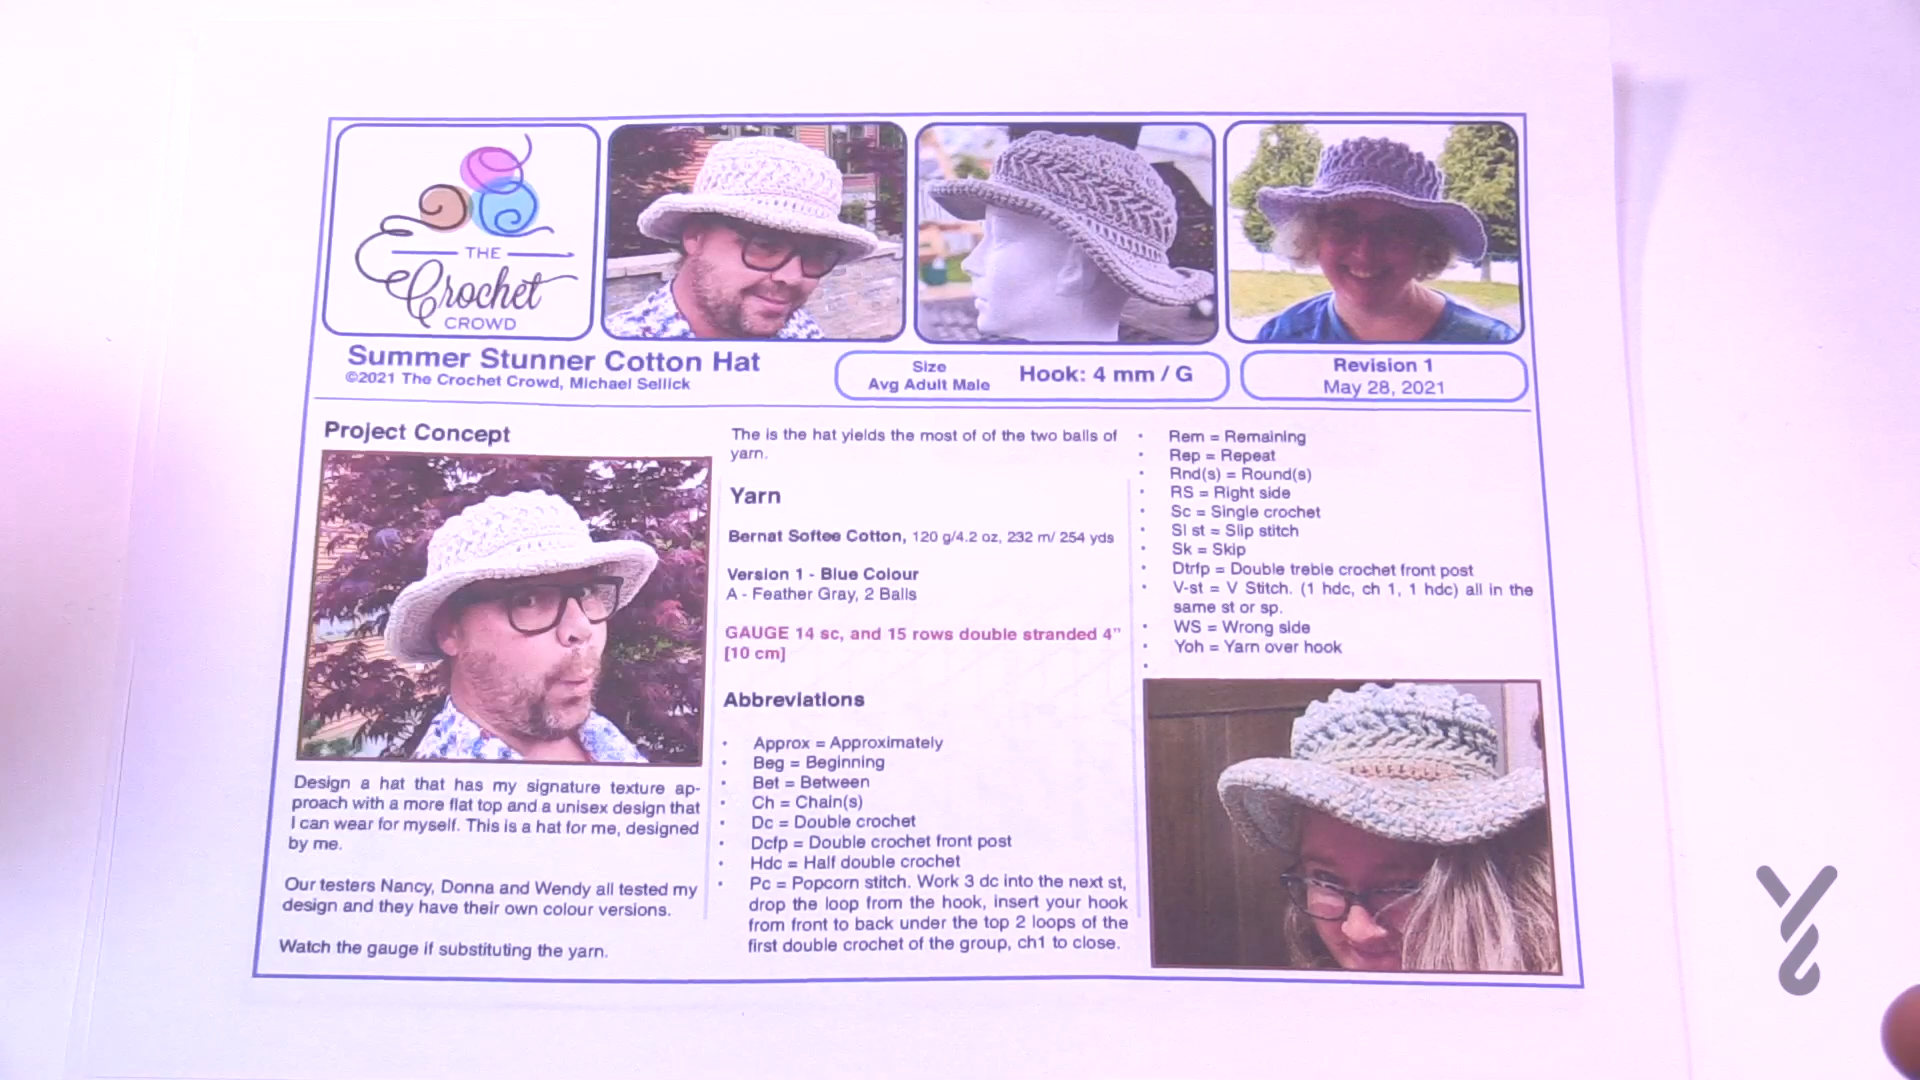 THE
Crochet
CROWD
Summer Stunner Cotton Hat
©2021 The Crochet Crowd, Michael Sellick
Size
Avg Adult Male
Hook: 4 mm / G
Revision 1
May 28, 2021
Project Concept
Design a hat that has my signature texture ap-
proach with a more flat top and a unisex design that
I can wear for myself. This is a hat for me, designed
by me.
Our testers Nancy, Donna and Wendy all tested my
design and they have their own colour versions.
Watch the gauge if substituting the yarn.
The is the hat yields the most of of the two balls of
yarn.
Yarn
Bernat Softee Cotton, 120 g/4.2 oz, 232 m/ 254 yds
Version 1 - Blue Colour
A - Feather Gray, 2 Balls
GAUGE 14 sc, and 15 rows double stranded 4"
[10 cm]
Abbreviations
• Approx = Approximately
• Beg = Beginning
• Bet = Between
• Ch = Chain(s)
• Dc = Double crochet
• Dcfp = Double crochet front post
• Hdc = Half double crochet
• Pc = Popcorn stitch. Work 3 dc into the next st,
drop the loop from the hook, insert your hook
from front to back under the top 2 loops of the
first double crochet of the group, ch1 to close.
• Rem = Remaining
• Rep = Repeat
• Rnd(s) = Round(s)
• RS = Right side
• Sc = Single crochet
• Sl st = Slip stitch
• Sk = Skip
• Dtrfp = Double treble crochet front post
• V-st = V Stitch. (1 hdc, ch 1, 1 hdc) all in the
same st or sp.
• WS = Wrong side
• Yoh = Yarn over hook
•